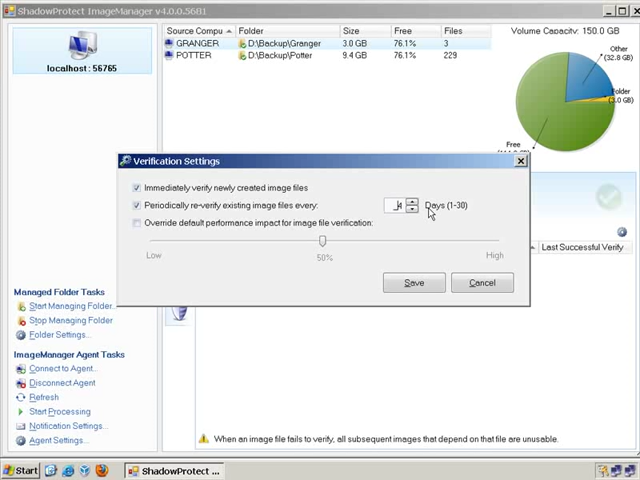 ShadowProtect ImageManager v4.0.0.5681
localhost : 56765
Source Compu Folder Size Free Files
GRANGER D:\Backup\Granger 3.0 GB 76.1% 3
POTTER D:\Backup\Potter 9.4 GB 76.1% 229
Volume Capacity: 150.0 GB
Other
(32.8 GB)
Folder
(3.0 GB)
Free
Verification Settings
Immediately verify newly created image files
Periodically re-verify existing image files every: _4 Days (1-30)
Override default performance impact for image file verification:
Low 50% High
Save Cancel
Last Successful Verify
Managed Folder Tasks
Start Managing Folder...
Stop Managing Folder
Folder Settings...
ImageManager Agent Tasks
Connect to Agent...
Disconnect Agent
Refresh
Start Processing
Notification Settings...
Agent Settings...
When an image file fails to verify, all subsequent images that depend on that file are unusable.
Start ShadowProtect ...